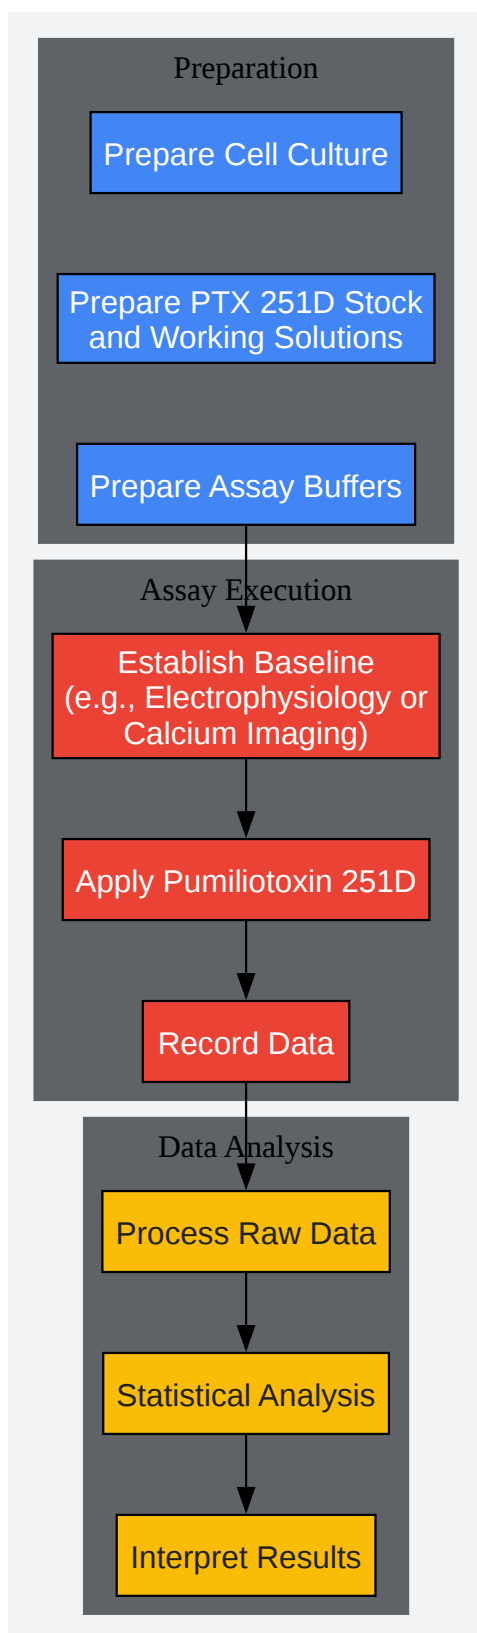 Preparation
Prepare Cell Culture
Prepare PTX 251D Stock
and Working Solutions
Prepare Assay Buffers
Assay Execution
Establish Baseline
(e.g., Electrophysiology or
Calcium Imaging)
Apply Pumiliotoxin 251D
Record Data
Data Analysis
Process Raw Data
Statistical Analysis
Interpret Results